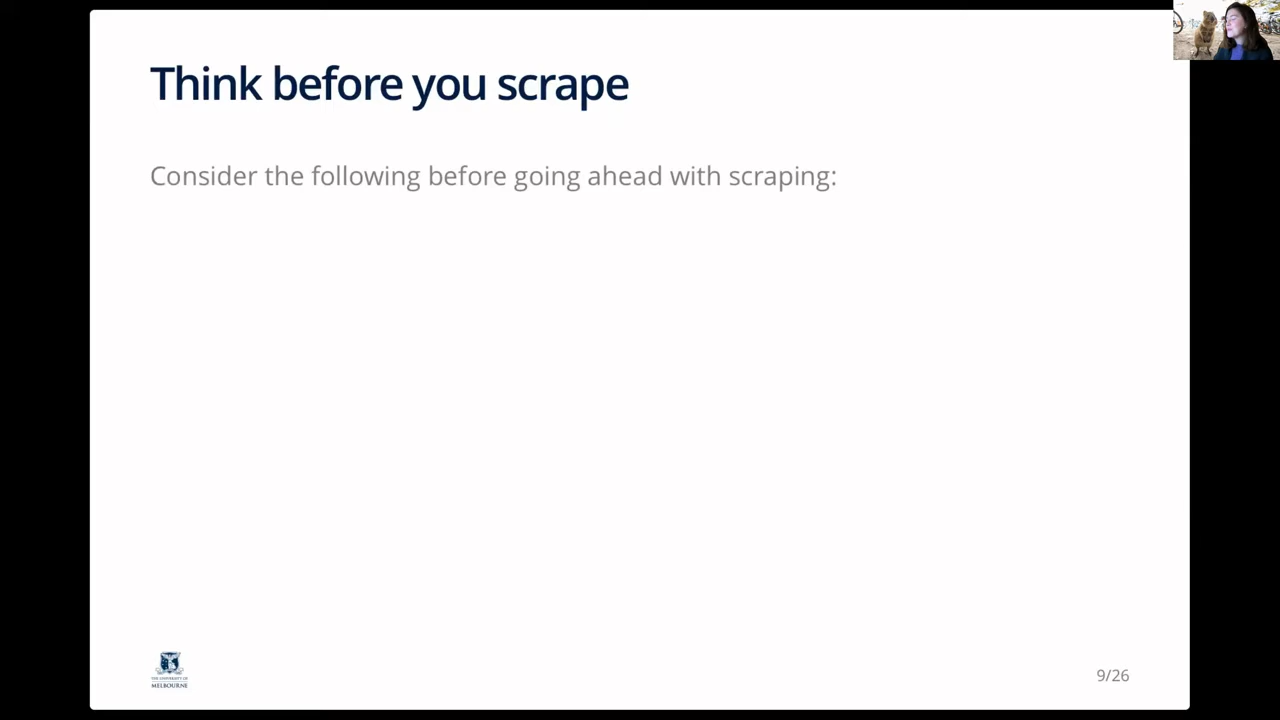 Think before you scrape
Consider the following before going ahead with scraping:
THE UNIVERSITY OF
MELBOURNE
9/26